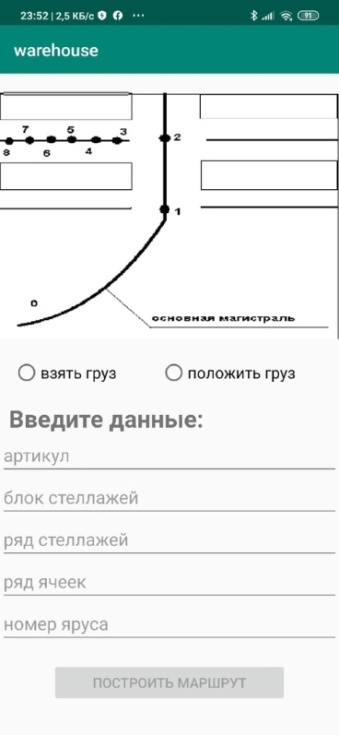 23:52 | 2,5 КБ/с ···
91
warehouse
7 5 3 2
8 6 4
1
0
основная магистраль
взять груз положить груз
Введите данные:
артикул
блок стеллажей
ряд стеллажей
ряд ячеек
номер яруса
ПОСТРОИТЬ МАРШРУТ